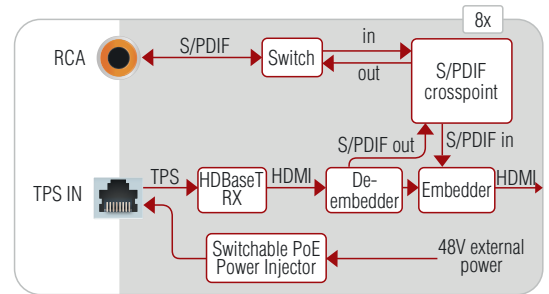 8x
RCA
S/PDIF
Switch
in
out
S/PDIF
crosspoint
S/PDIF out
S/PDIF in
TPS IN
TPS
HDBaseT
RX
HDMI
De-
embedder
Embedder
HDMI
Switchable PoE
Power Injector
48V external
power